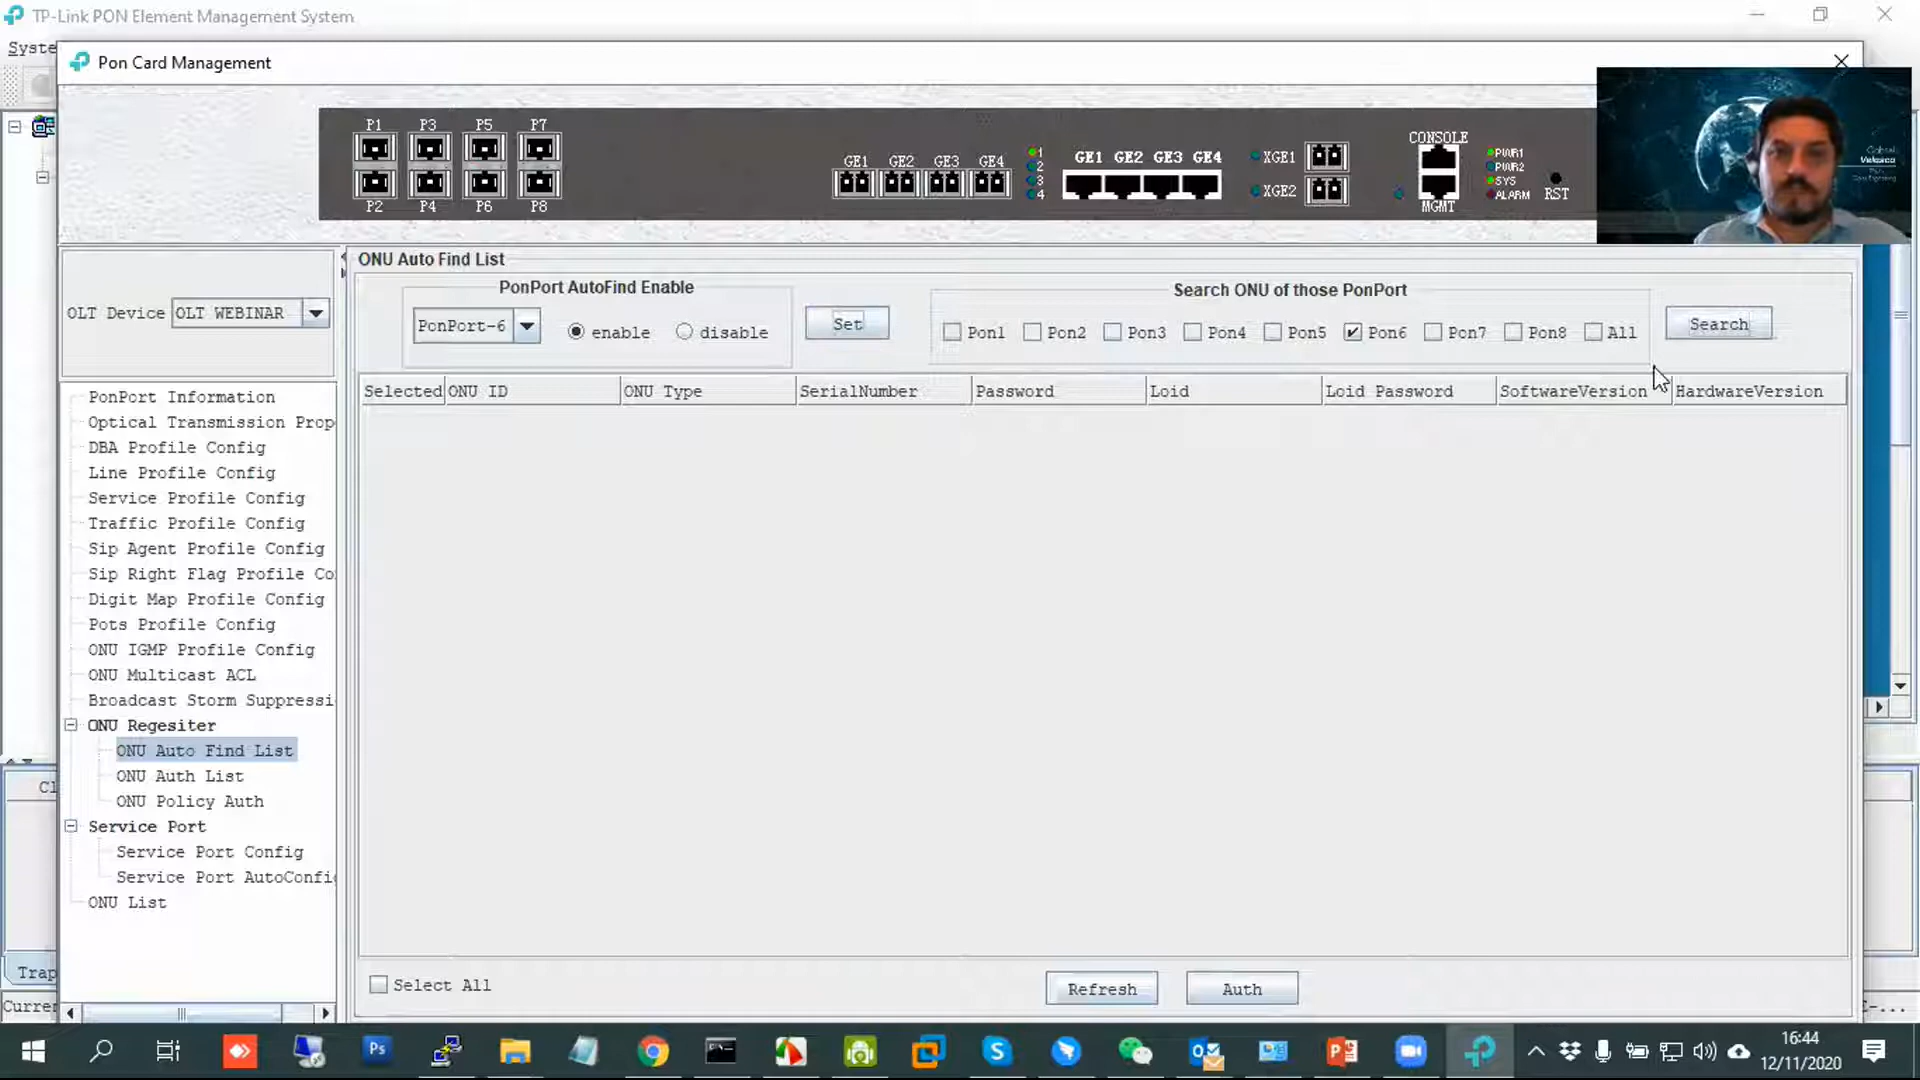 TP-Link PON Element Management System
Syste
Pon Card Management
P1 P3 P5 P7
P2 P4 P6 P8
GE1 GE2 GE3 GE4
1
2
3
4
GE1 GE2 GE3 GE4
XGE1
XGE2
CONSOLE
MGMT
PWR1
PWR2
SYS
ALARM
RST
Gabriel
Velasco
OLT Device OLT WEBINAR
ONU Auto Find List
PonPort AutoFind Enable
PonPort-6 enable disable Set
Search ONU of those PonPort
Pon1 Pon2 Pon3 Pon4 Pon5 Pon6 Pon7 Pon8 All Search
Selected ONU ID ONU Type SerialNumber Password Loid Loid Password SoftwareVersion HardwareVersion
PonPort Information
Optical Transmission Prop
DBA Profile Config
Line Profile Config
Service Profile Config
Traffic Profile Config
Sip Agent Profile Config
Sip Right Flag Profile Co
Digit Map Profile Config
Pots Profile Config
ONU IGMP Profile Config
ONU Multicast ACL
Broadcast Storm Suppressi
ONU Regesiter
ONU Auto Find List
ONU Auth List
ONU Policy Auth
Service Port
Service Port Config
Service Port AutoConfi
ONU List
Cl
Trap
Curren
Select All Refresh Auth
E-...
Ps
16:44
12/11/2020